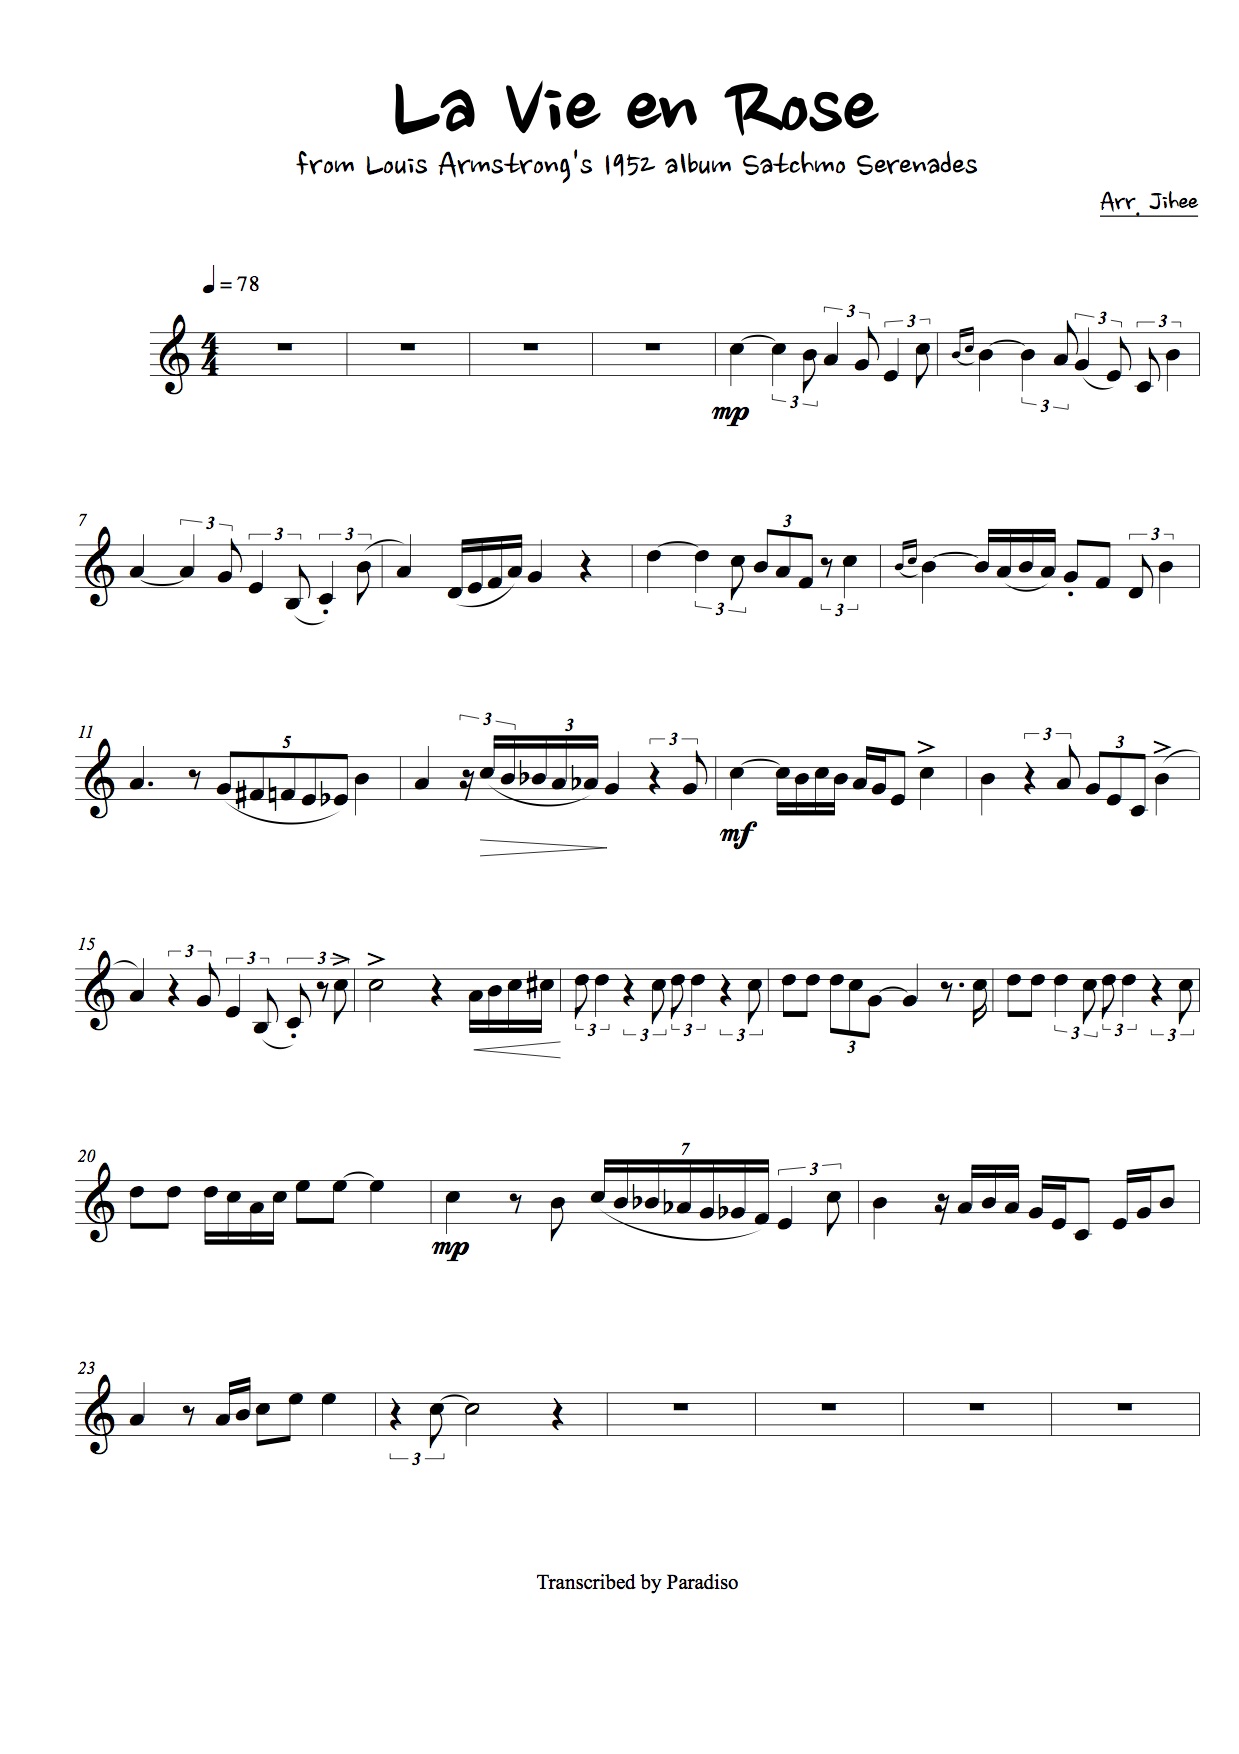 La Vie en Rose
from Louis Armstrong's 1952 album Satchmo Serenades
Arr. Jihee
= 78
4
4
3 3 3 3 3 3
mp
7
3 3 3 3 3 3 3
11
5 3 3 3 3 3
mf
15
3 3 3 3 3 3 3 3 3 3 3
20
7 3
mp
23
3
Transcribed by Paradiso